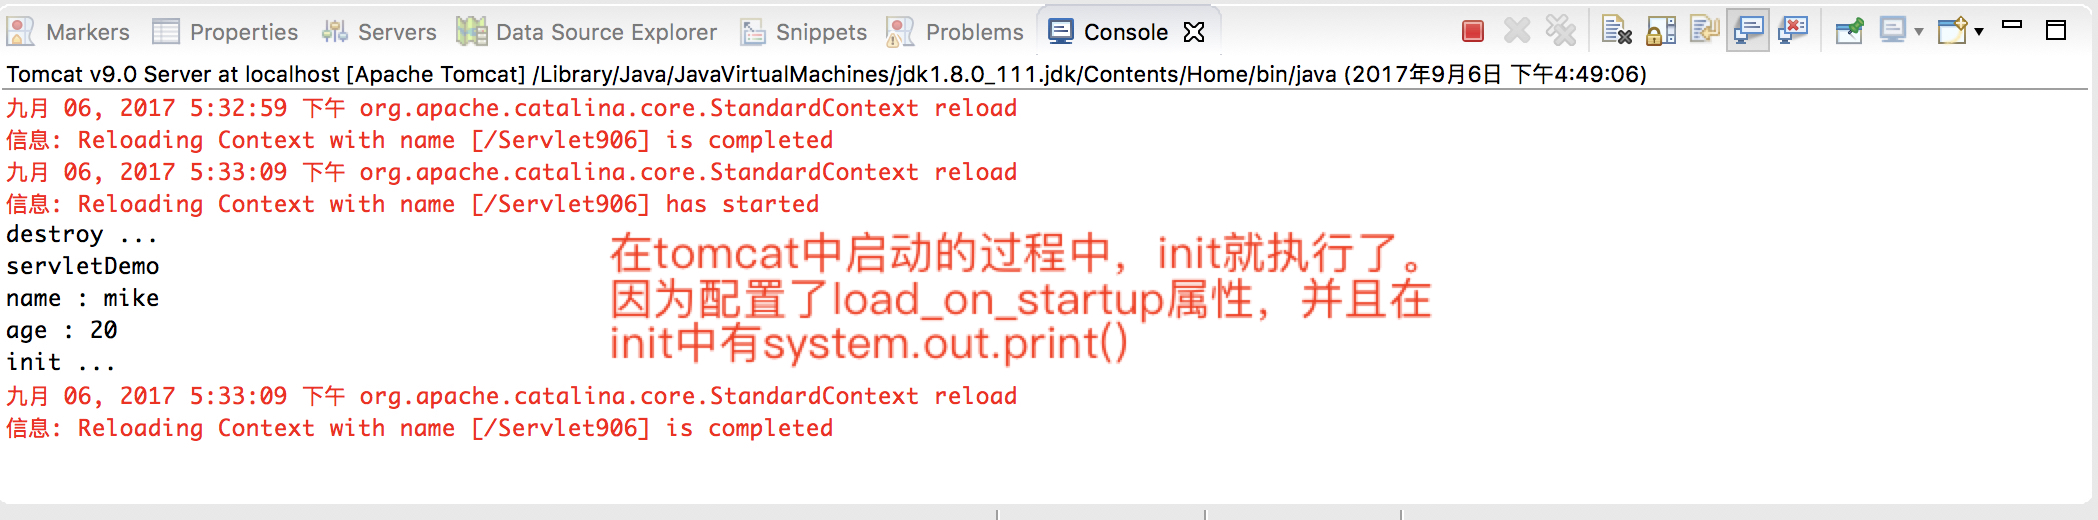 Markers Properties Servers Data Source Explorer Snippets Problems Console
Tomcat v9.0 Server at localhost [Apache Tomcat] /Library/Java/JavaVirtualMachines/jdk1.8.0_111.jdk/Contents/Home/bin/java (2017年9月6日 下午4:49:06)
九月 06, 2017 5:32:59 下午 org.apache.catalina.core.StandardContext reload
信息: Reloading Context with name [/Servlet906] is completed
九月 06, 2017 5:33:09 下午 org.apache.catalina.core.StandardContext reload
信息: Reloading Context with name [/Servlet906] has started
destroy ...
servletDemo
name : mike
age : 20
init ...
在tomcat中启动的过程中，init就执行了。
因为配置了load_on_startup属性，并且在
init中有system.out.print()
九月 06, 2017 5:33:09 下午 org.apache.catalina.core.StandardContext reload
信息: Reloading Context with name [/Servlet906] is completed